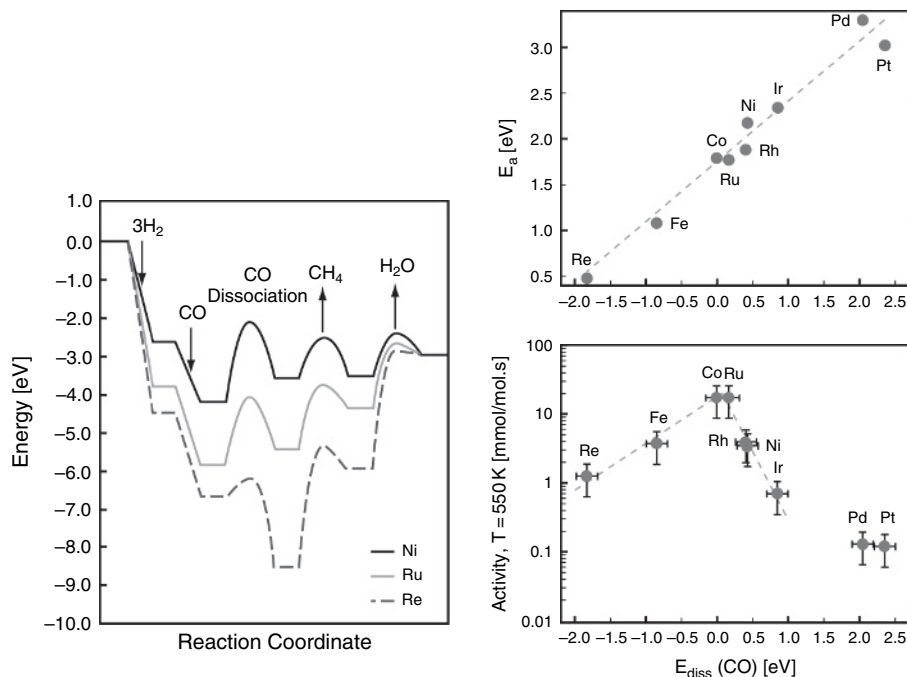 1.0
0.0
−1.0
−2.0
−3.0
−4.0
−5.0
−6.0
−7.0
−8.0
−9.0
−10.0
Energy [eV]
3H₂
CO
CO
Dissociation
CH₄
H₂O
Ni
Ru
Re
Reaction Coordinate
3.0
2.5
2.0
1.5
1.0
0.5
Eₐ [eV]
Pd
Pt
Ir
Ni
Co
Rh
Ru
Fe
Re
−2.0 −1.5 −1.0 −0.5 0.0 0.5 1.0 1.5 2.0 2.5
100
10
1
0.1
0.01
Activity, T = 550 K [mmol/mol.s]
Co Ru
Fe
Re
Rh
Ni
Ir
Pd Pt
−2.0 −1.5 −1.0 −0.5 0.0 0.5 1.0 1.5 2.0 2.5
E_diss (CO) [eV]